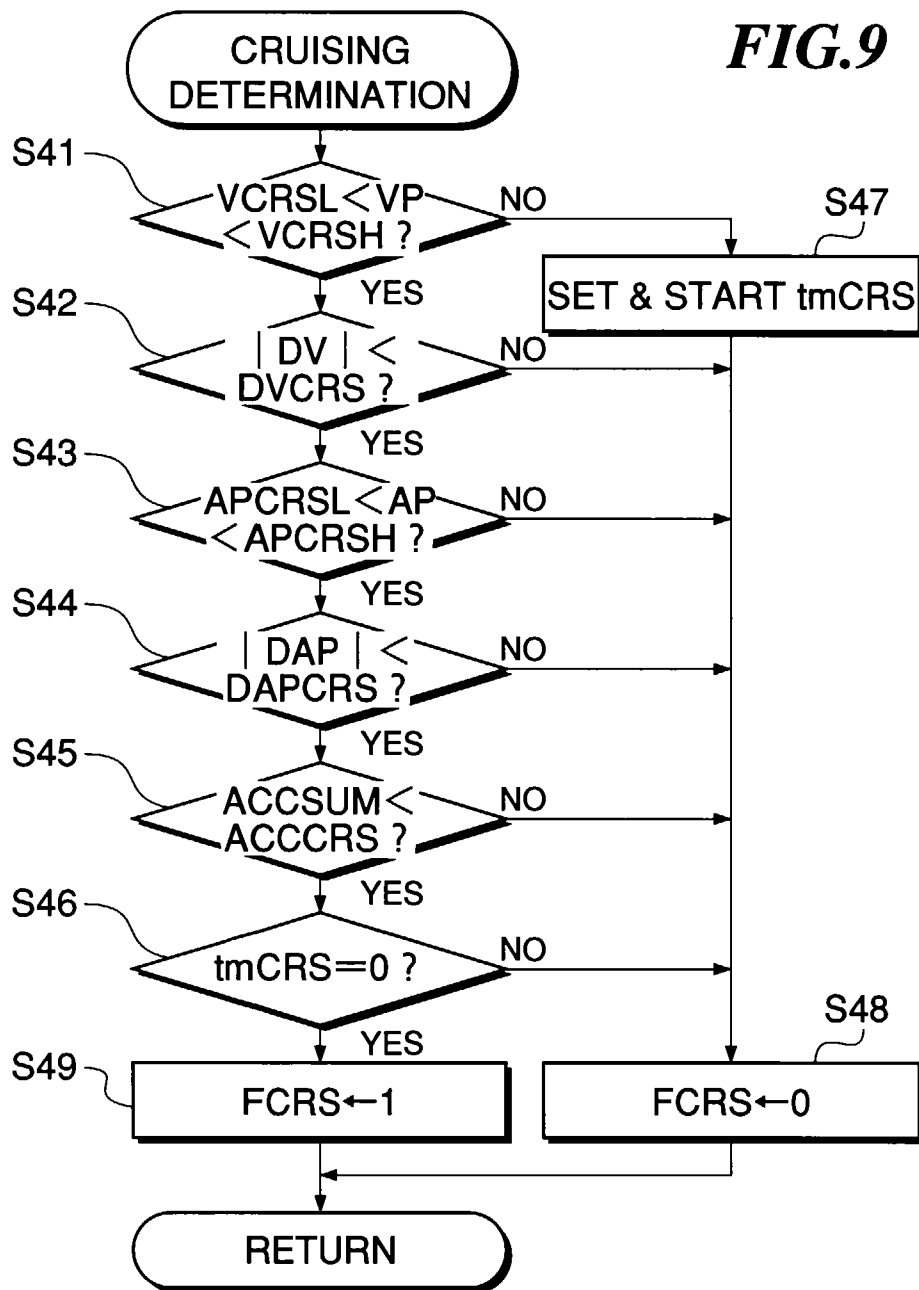 FIG.9
CRUISING
DETERMINATION
S41
VCRSL<VP
<VCRSH ?
NO
YES
S47
SET & START tmCRS
S42
| DV | <
DVCRS ?
NO
YES
S43
APCRSL<AP
<APCRSH ?
NO
YES
S44
| DAP | <
DAPCRS ?
NO
YES
S45
ACCSUM<
ACCCRS ?
NO
YES
S46
tmCRS=0 ?
NO
YES
S49
FCRS←1
S48
FCRS←0
RETURN